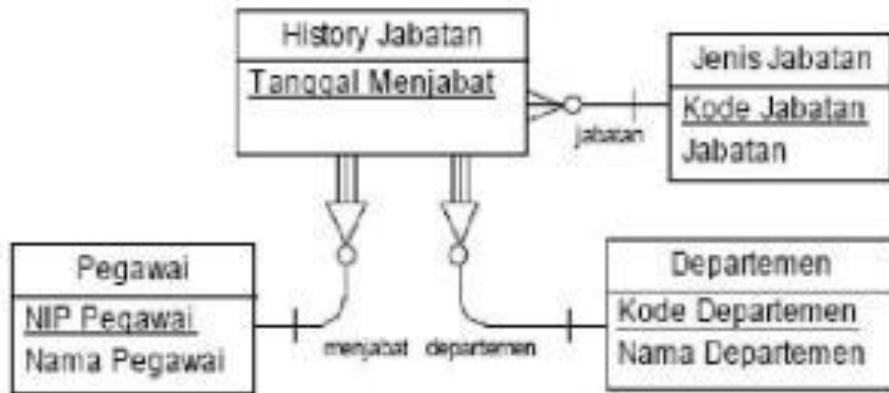 History Jabatan
Tanggal Menjabat
Jenis Jabatan
Kode Jabatan
Jabatan
jabatan
Pegawai
NIP Pegawai
Nama Pegawai
menjabat
departemen
Departemen
Kode Departemen
Nama Departemen